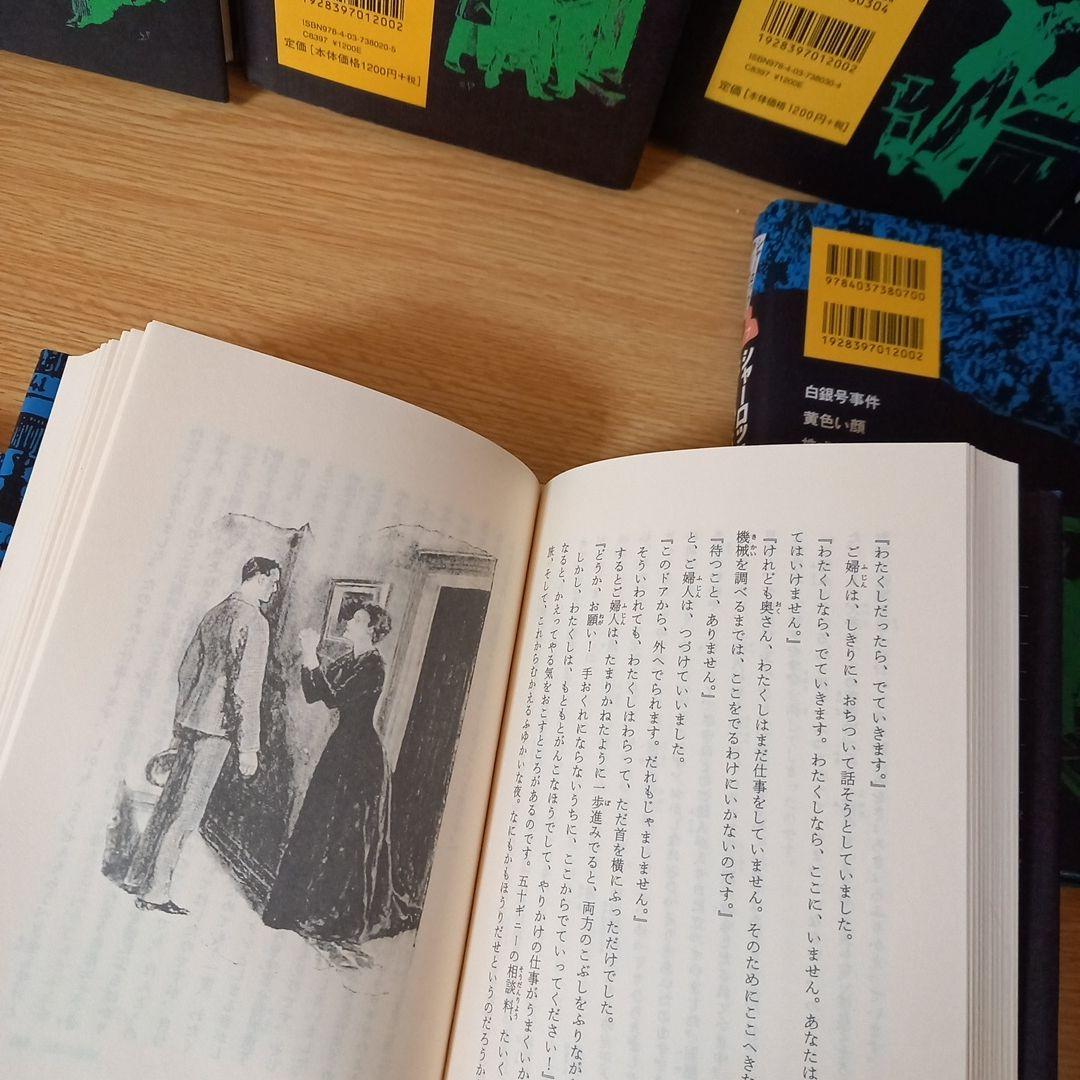 1928397012002
ISBN978-4-03-738020-5
C8397 ¥1200E
定価[本体価格1200円+税]
1928397012002
ISBN978-4-03-738030-4
C8397 ¥1200E
定価[本体価格1200円+税]
9784037380700
1928397012002
白銀号事件
黄色い顔
シャーロッ
『わたくしだったら、でていきます。』
ご婦人は、しきりに、おちついて話そうとしていました。
『わたくしなら、でていきます。わたくしなら、ここに、いません。あなたは
てはいけません。』
『けれども奥さん、わたくしはまだ仕事をしていません。そのためにここへきた
機械を調べるまでは、ここをでるわけにいかないのです。』
『待つこと、ありません。』
と、ご婦人は、つづけていいました。
『このドアから、外へでられます。だれもじゃましません。』
そういわれても、わたくしはわらって、ただ首を横にふっただけでした。
するとご婦人は、たまりかねたように一歩進みでると、両方のこぶしをふりなが
『どうか、お願い！　手おくれにならないうちに、ここからでていってください！』
しかし、わたくしは、もともとがんこなほうでして、やりかけの仕事がうまくいか
なると、かえってやる気をおこすところがあるのです。五十ギニーの相談料、たいく
旅、そして、これからむかえるふゆかいな夜。なにもかもほうりだせというのだろうか